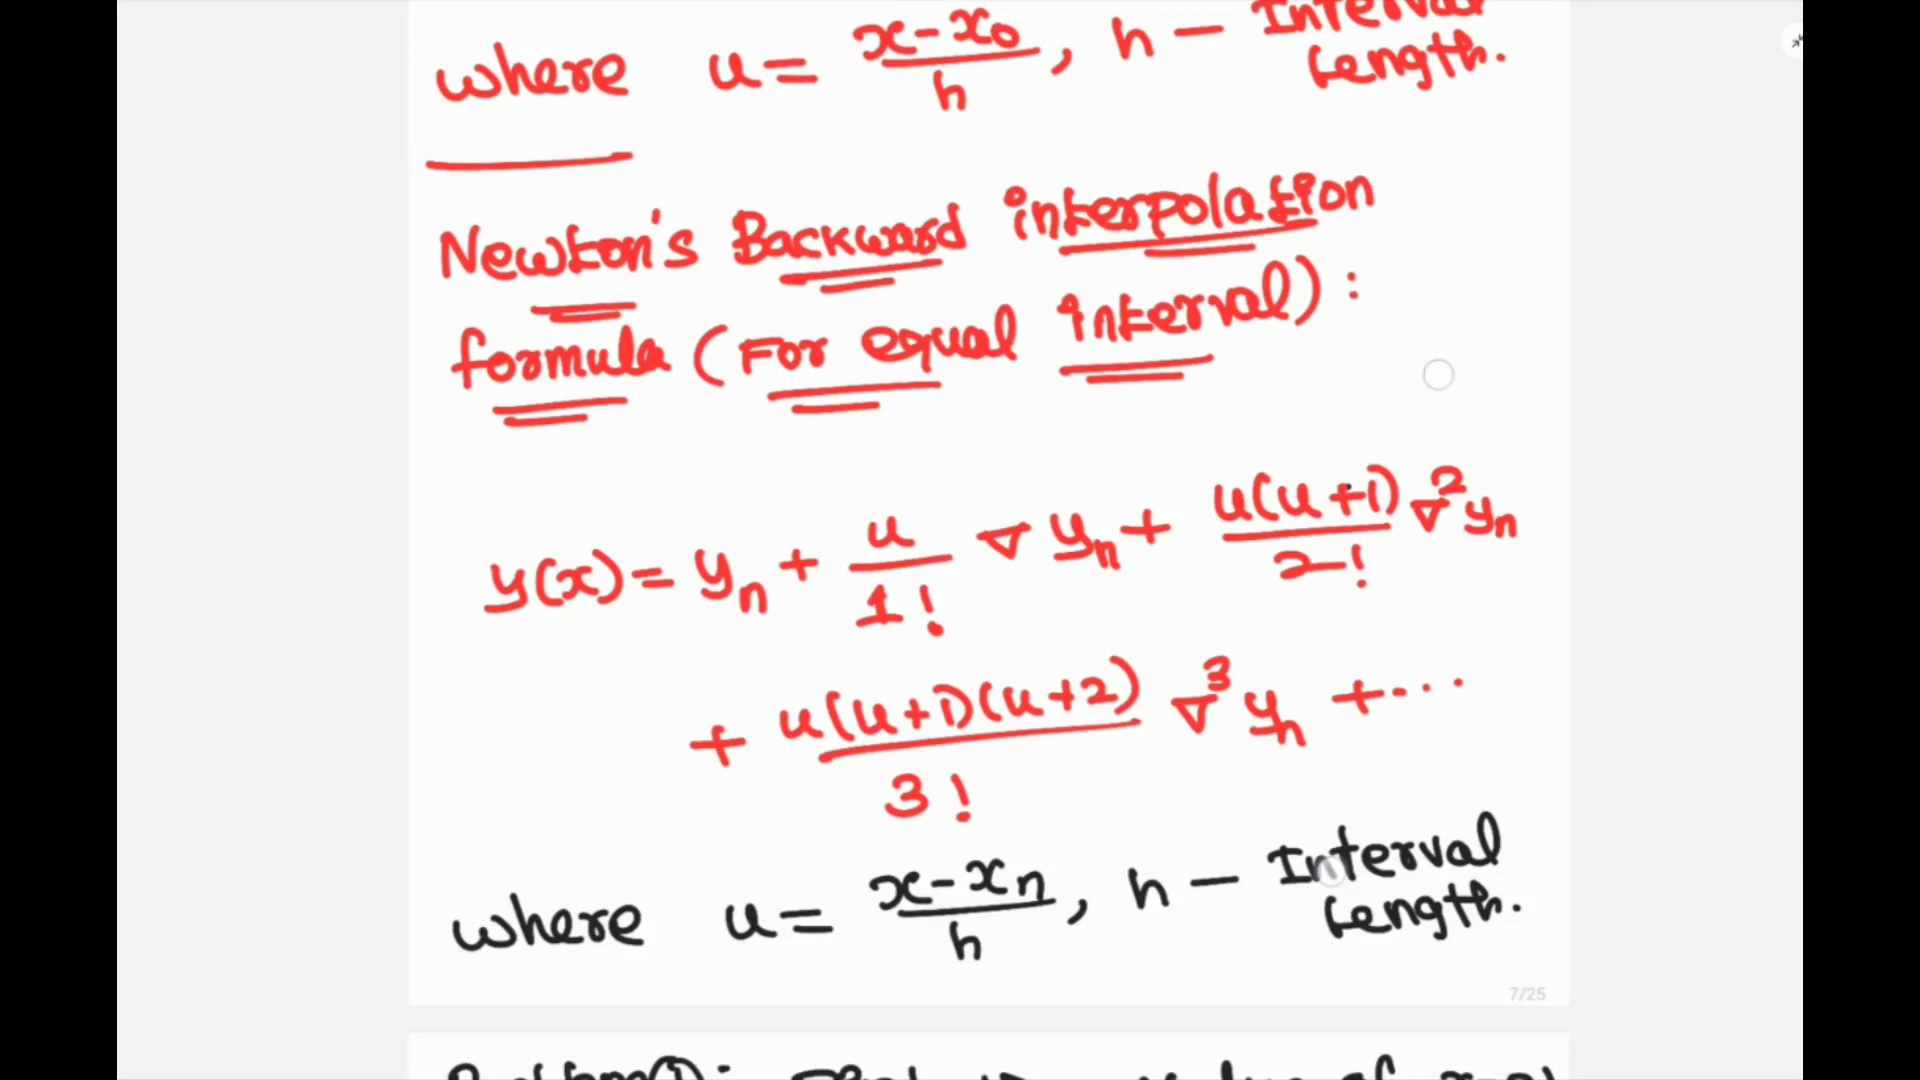 where u = (x-x₀)/h, h - Interval Length.
Newton's Backward interpolation
formula (For equal interval):
y(x) = yₙ + u/1! ∇yₙ + u(u+1)/2! ∇²yₙ
+ u(u+1)(u+2)/3! ∇³yₙ + ...
where u = (x-xₙ)/h, h - Interval Length.
7/25